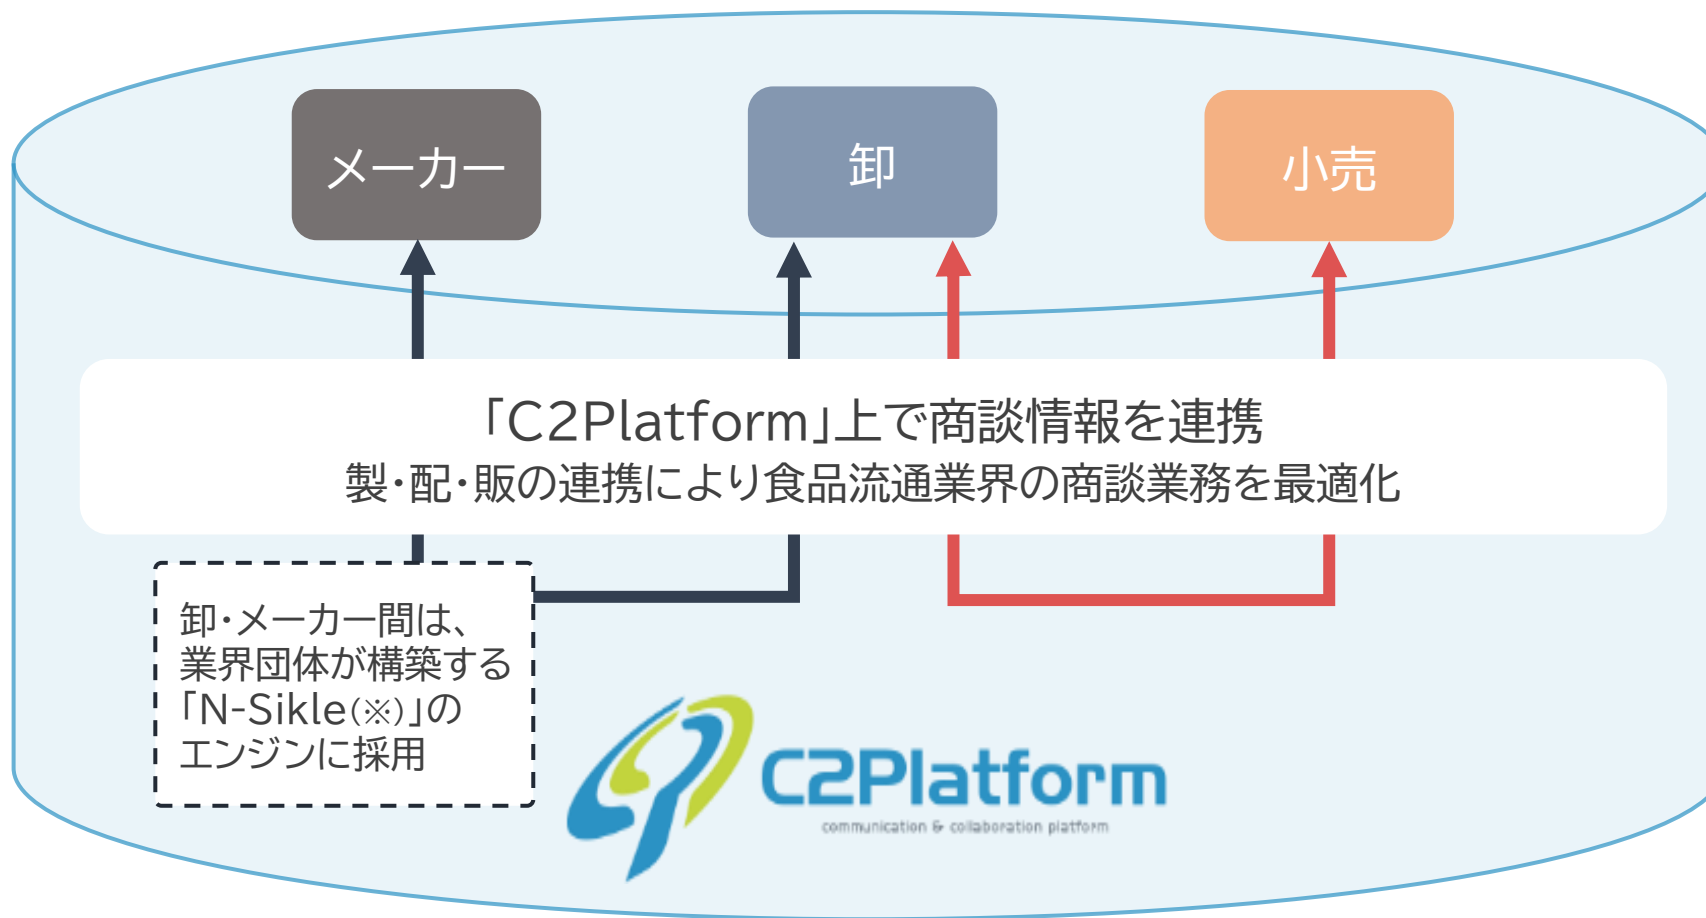 メーカー
卸
小売
「C2Platform」上で商談情報を連携
製・配・販の連携により食品流通業界の商談業務を最適化
卸・メーカー間は、
業界団体が構築する
「N-Sikle(※)」の
エンジンに採用
C2Platform
communication & collaboration platform